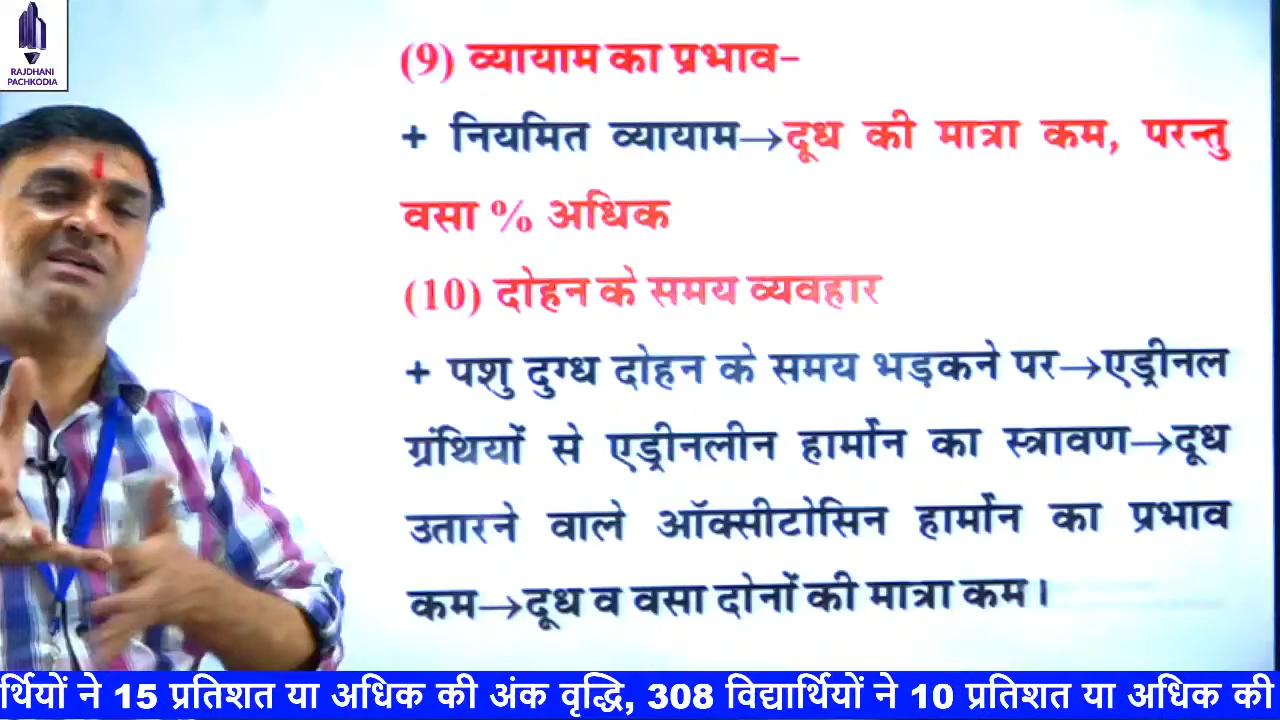 RAJDHANI
PACHKODIA
(9) व्यायाम का प्रभाव-
+ नियमित व्यायाम→दूध की मात्रा कम, परन्तु
वसा % अधिक
(10) दोहन के समय व्यवहार
+ पशु दुग्ध दोहन के समय भड़कने पर→एड्रीनल
ग्रंथियों से एड्रीनलीन हार्मोन का स्त्रावण→दूध
उतारने वाले ऑक्सीटोसिन हार्मोन का प्रभाव
कम→दूध व वसा दोनों की मात्रा कम।
र्थियों ने 15 प्रतिशत या अधिक की अंक वृद्धि, 308 विद्यार्थियों ने 10 प्रतिशत या अधिक की